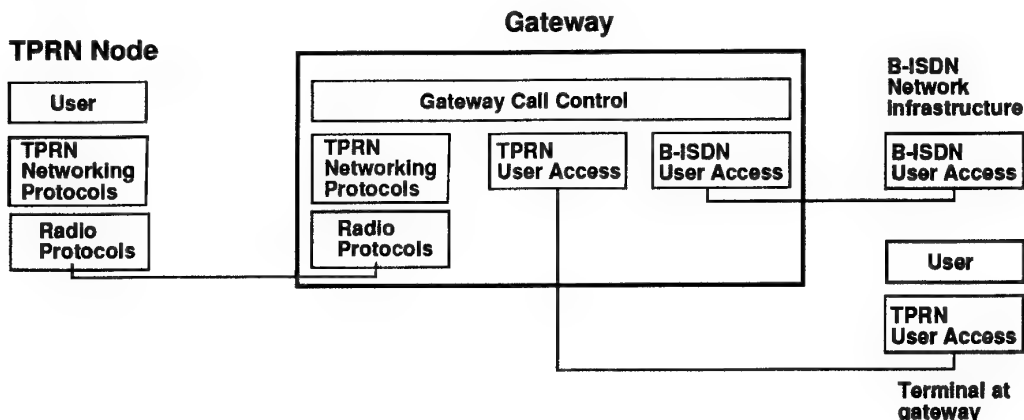 Gateway
TPRN Node
User
TPRN
Networking
Protocols
Radio
Protocols
Gateway Call Control
TPRN
Networking
Protocols
Radio
Protocols
TPRN
User Access
B-ISDN
User Access
B-ISDN
Network
Infrastructure
B-ISDN
User Access
User
TPRN
User Access
Terminal at
gateway